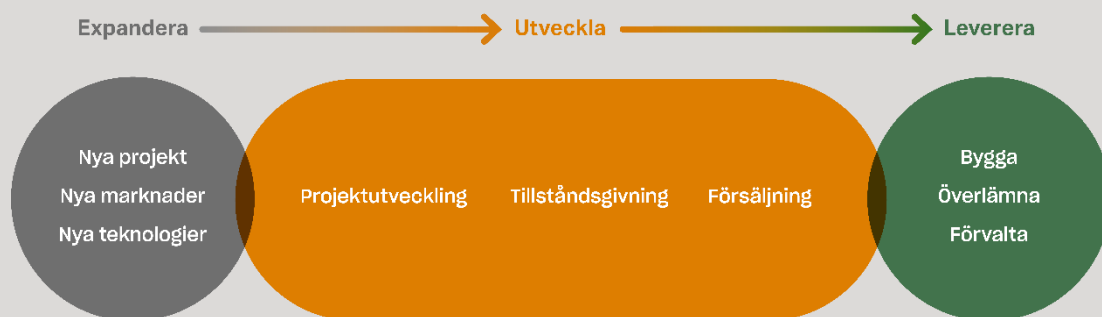 Expandera
Utveckla
Leverera
Nya projekt
Nya marknader
Nya teknologier
Projektutveckling
Tillståndsgivning
Försäljning
Bygga
Överlämna
Förvalta